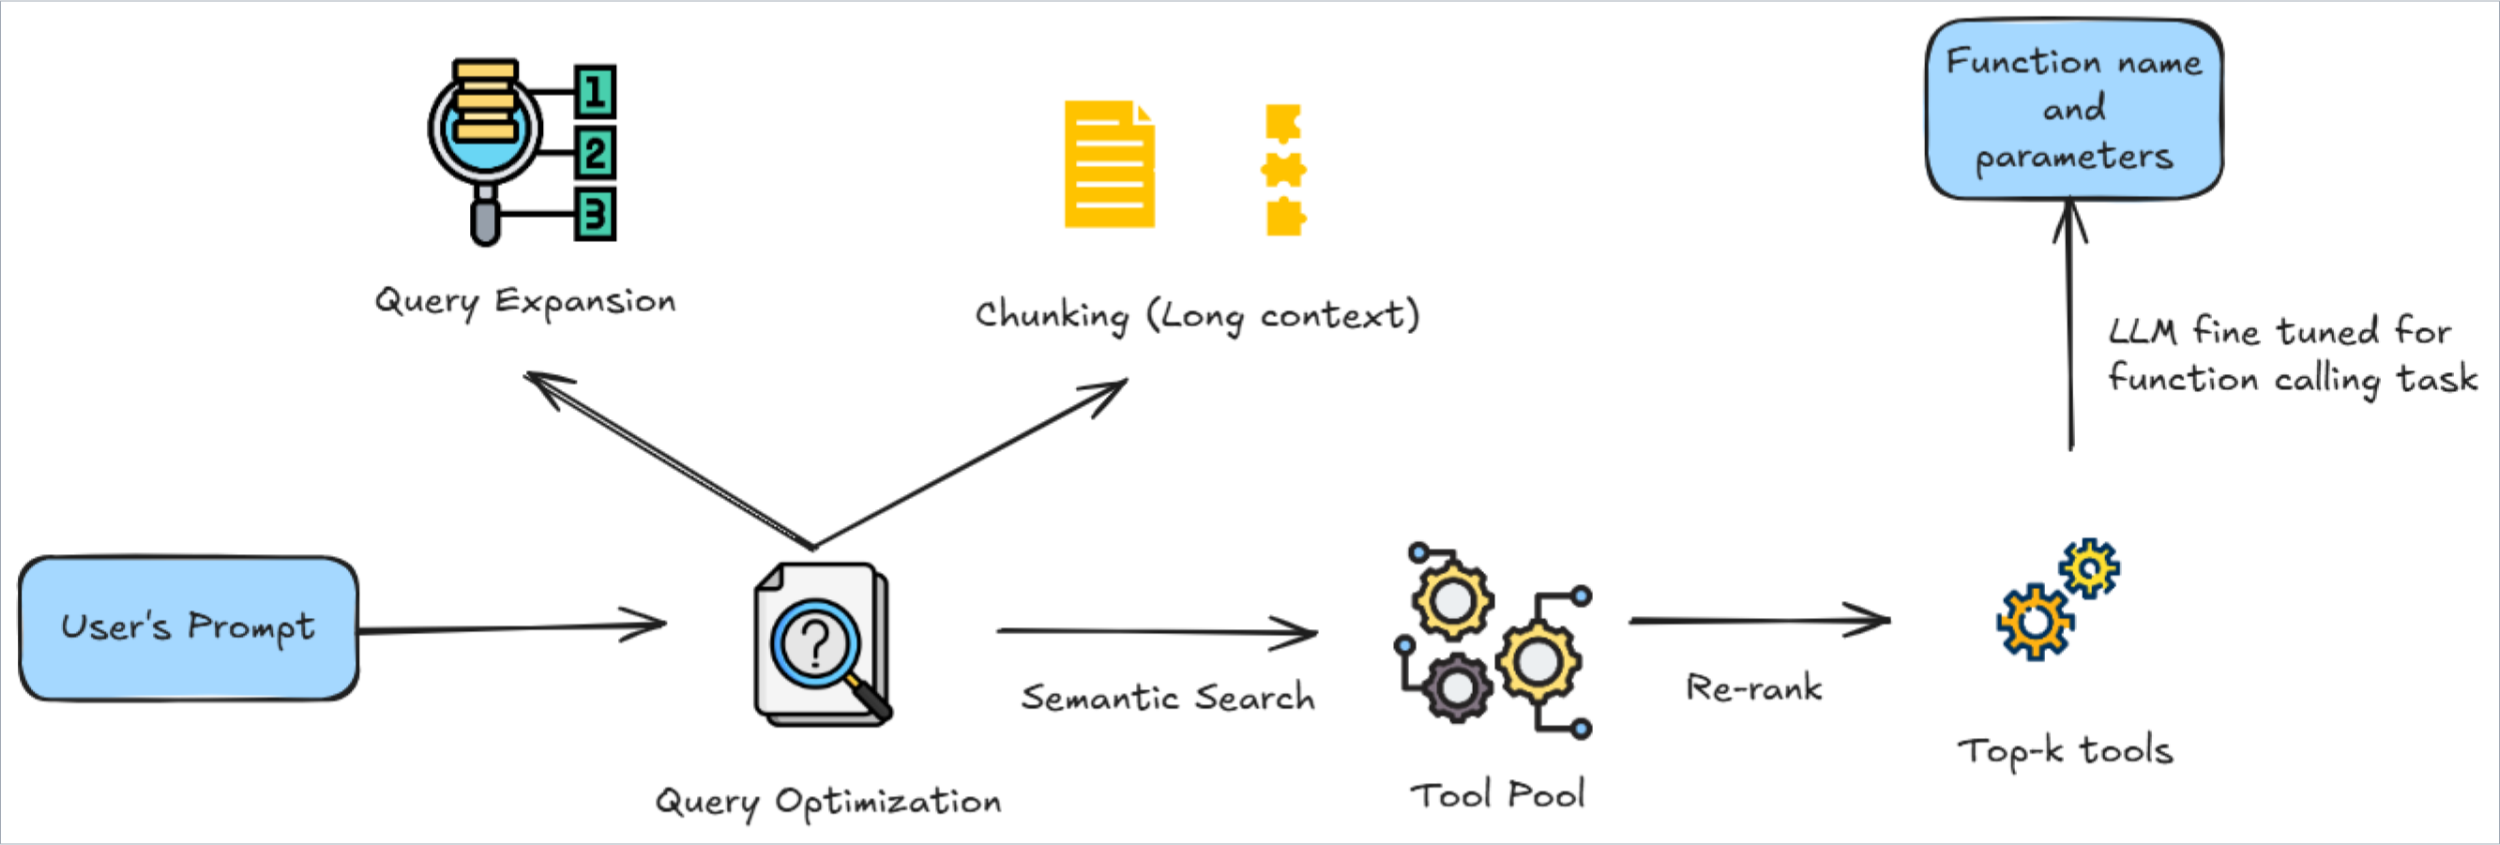 1
2
3
Query Expansion
Chunking (Long context)
Function name
and
parameters
LLM fine tuned for
function calling task
User's Prompt
?
Query Optimization
Semantic Search
Tool Pool
Re-rank
Top-k tools